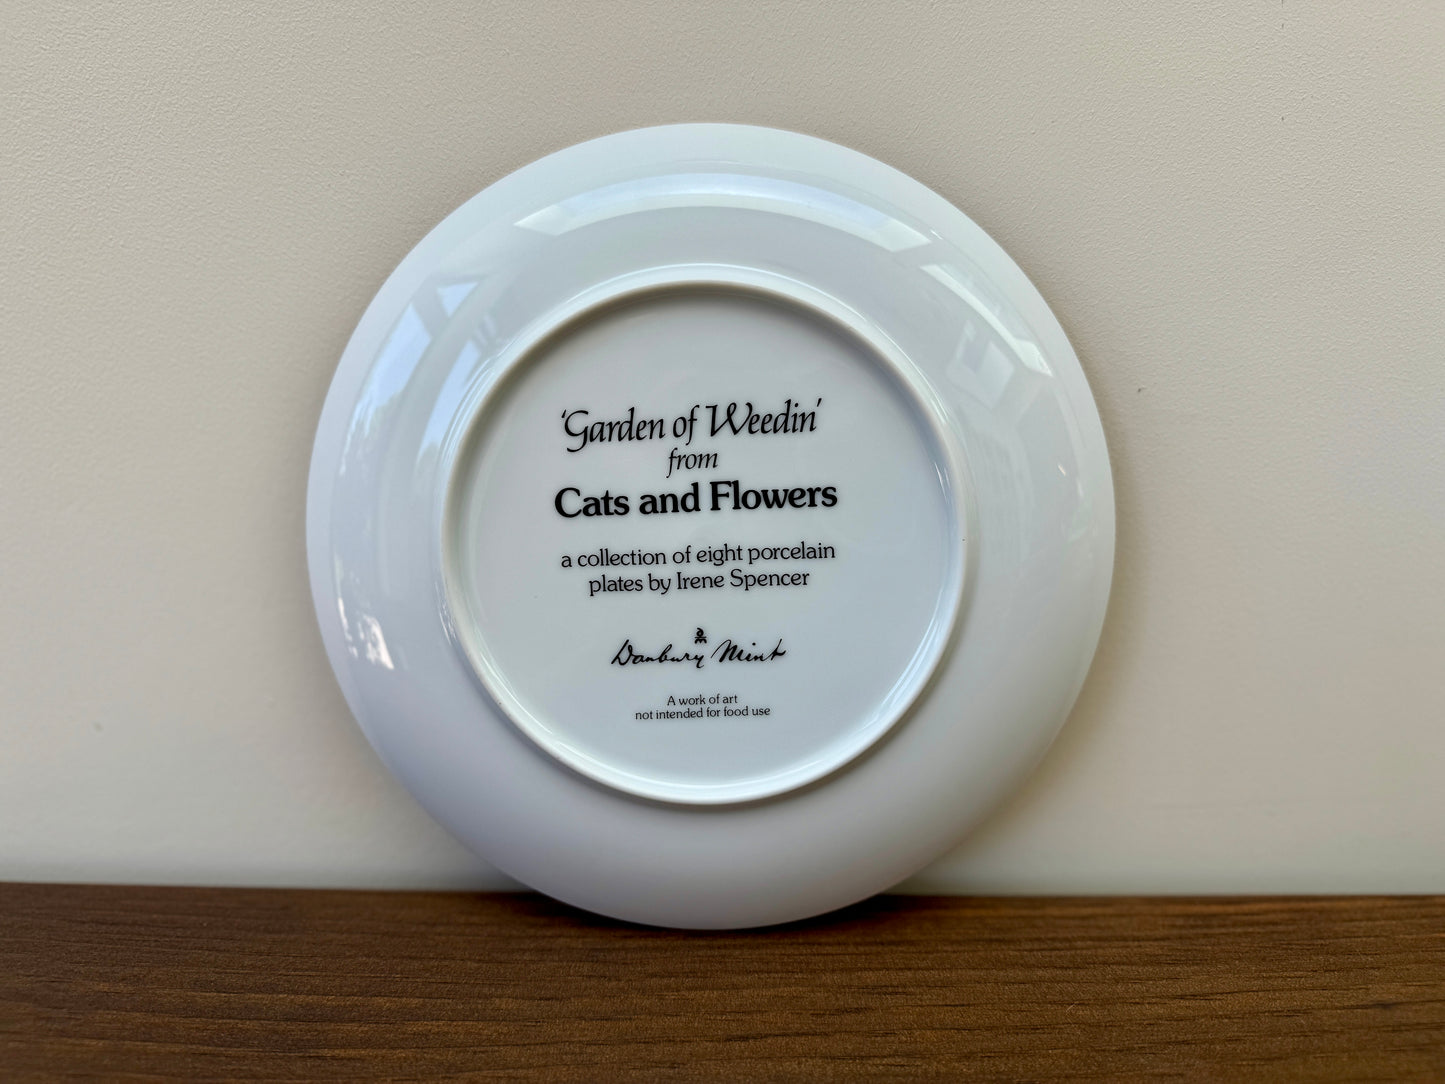 'Garden of Weedin'
from
Cats and Flowers
a collection of eight porcelain
plates by Irene Spencer
Danbury Mint
A work of art
not intended for food use